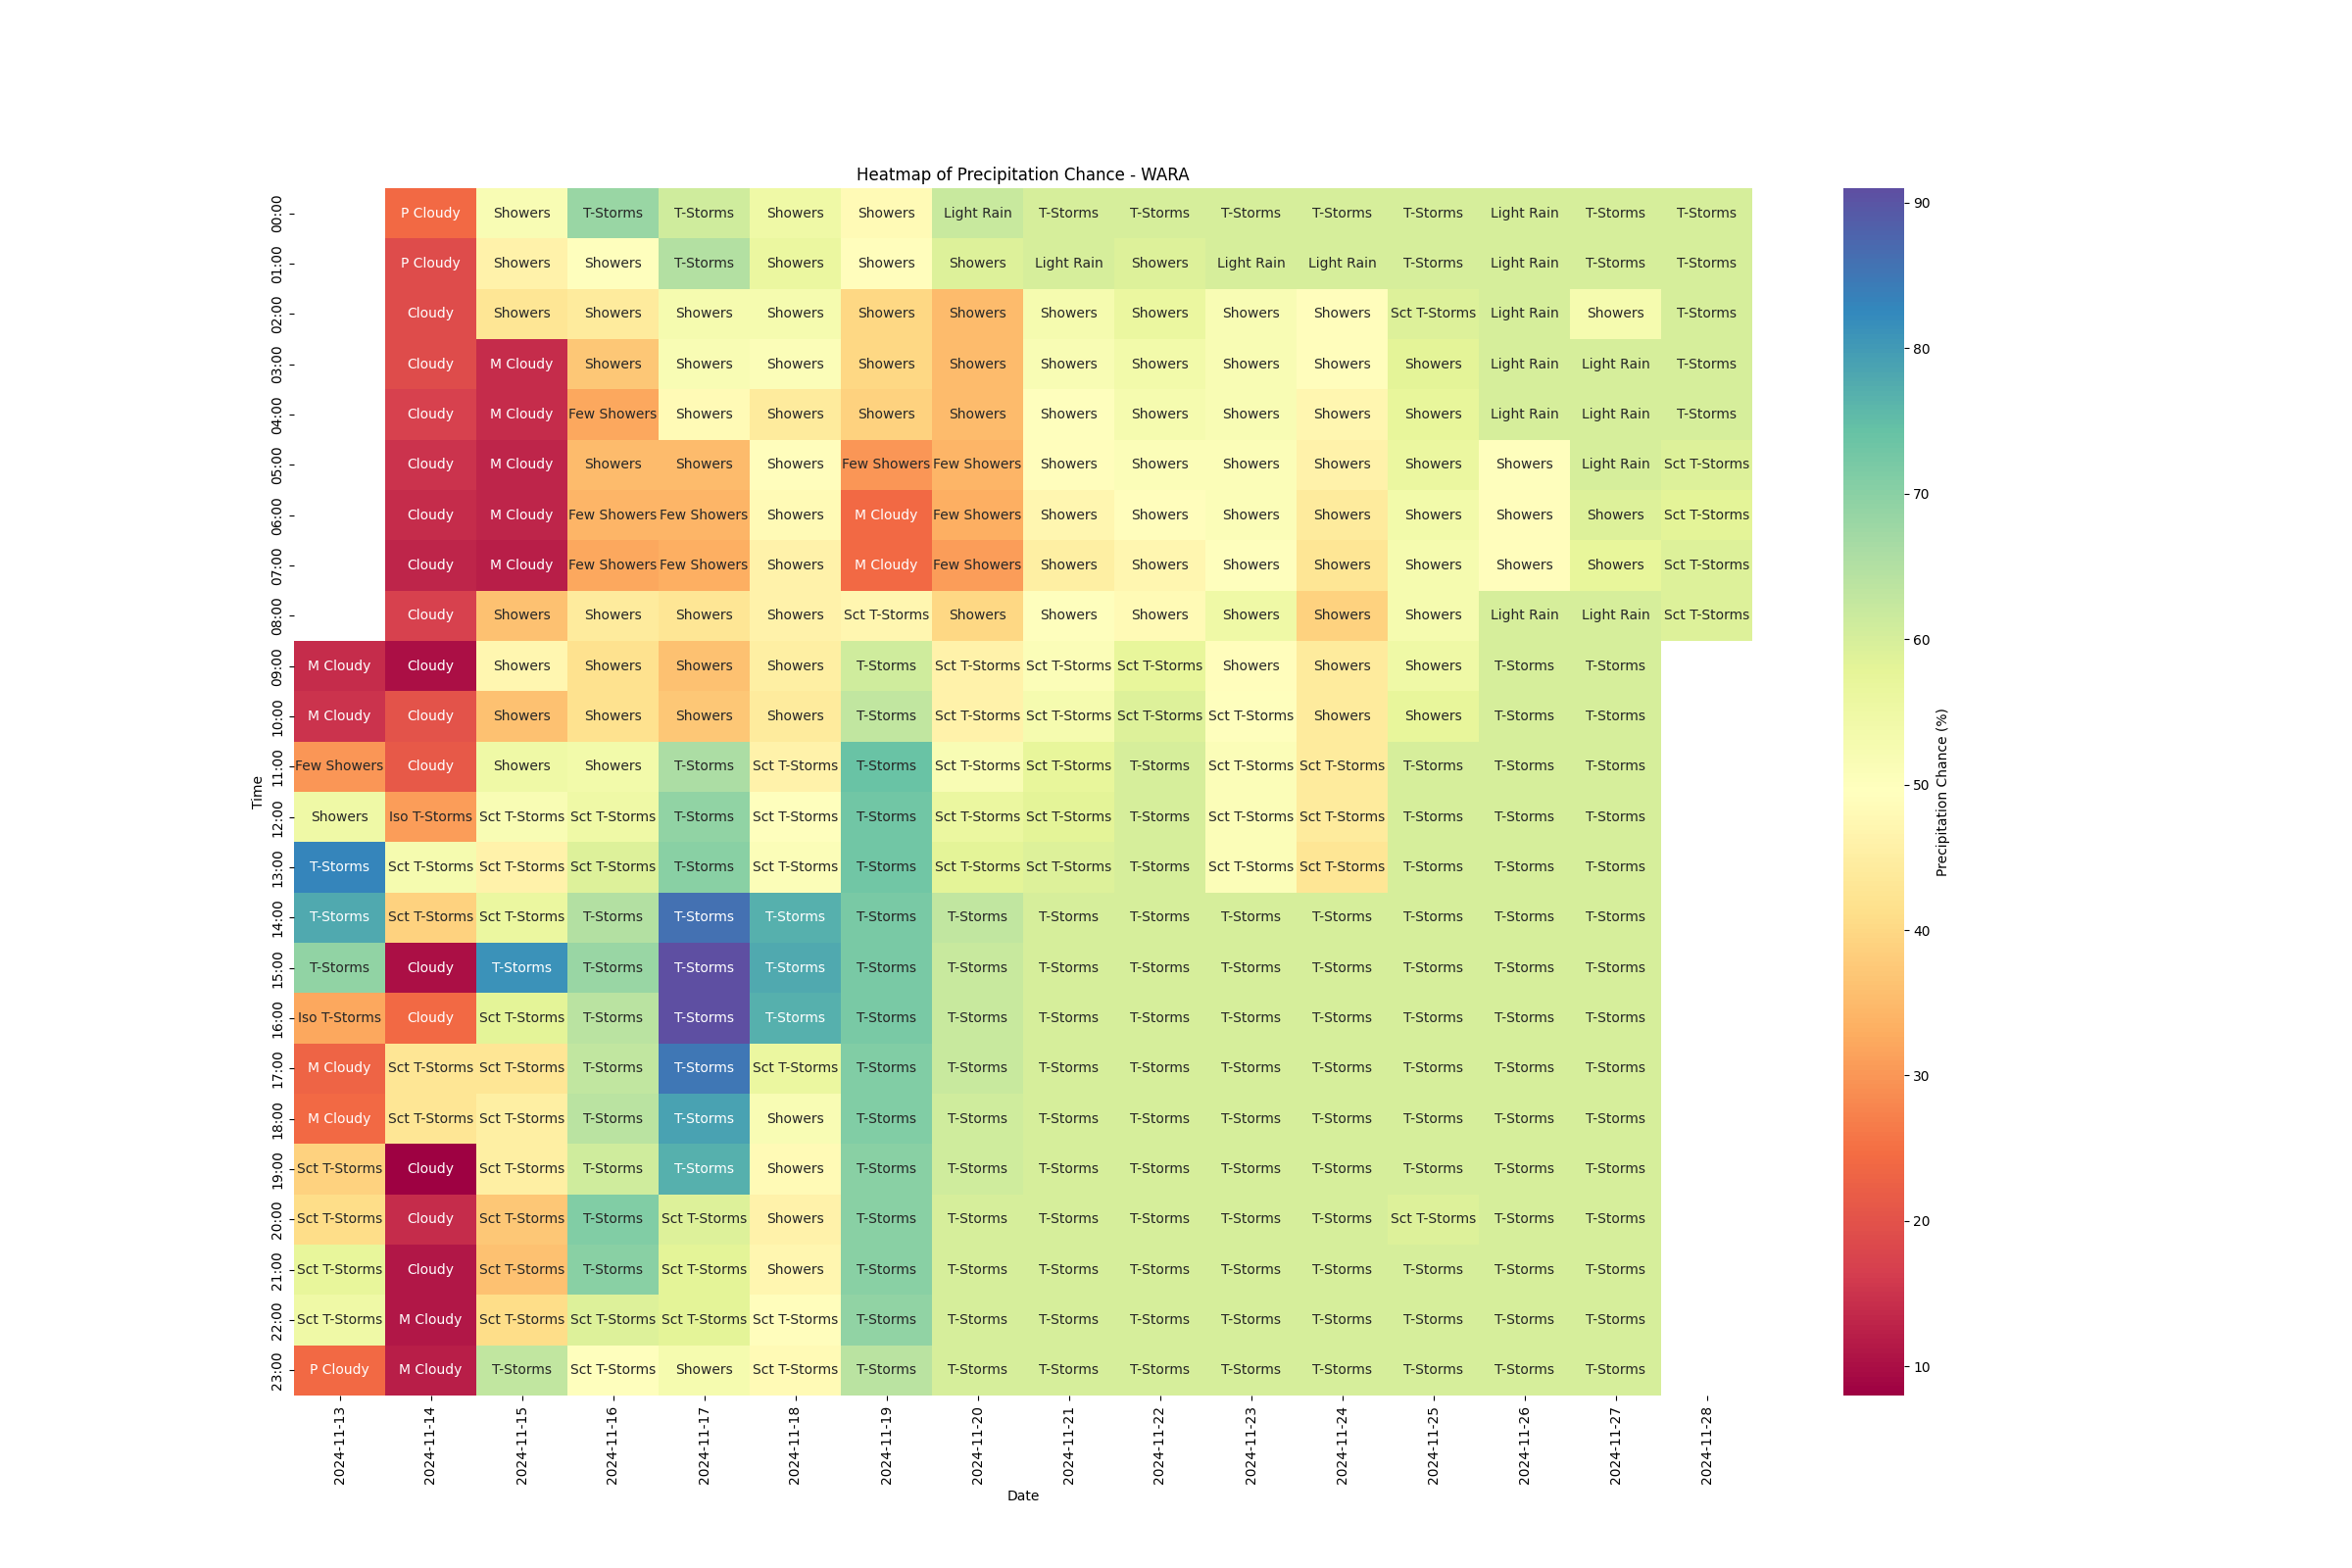 Heatmap of Precipitation Chance - WARA
00:00 P Cloudy Showers T-Storms T-Storms Showers Showers Light Rain T-Storms T-Storms T-Storms T-Storms T-Storms Light Rain T-Storms T-Storms
01:00 P Cloudy Showers Showers T-Storms Showers Showers Showers Light Rain Showers Light Rain Light Rain T-Storms Light Rain T-Storms T-Storms
02:00 Cloudy Showers Showers Showers Showers Showers Showers Showers Showers Showers Showers Sct T-Storms Light Rain Showers T-Storms
03:00 Cloudy M Cloudy Showers Showers Showers Showers Showers Showers Showers Showers Showers Showers Light Rain Light Rain T-Storms
04:00 Cloudy M Cloudy Few Showers Showers Showers Showers Showers Showers Showers Showers Showers Showers Light Rain Light Rain T-Storms
05:00 Cloudy M Cloudy Showers Showers Showers Few Showers Few Showers Showers Showers Showers Showers Showers Showers Light Rain Sct T-Storms
06:00 Cloudy M Cloudy Few Showers Few Showers Showers M Cloudy Few Showers Showers Showers Showers Showers Showers Showers Showers Sct T-Storms
07:00 Cloudy M Cloudy Few Showers Few Showers Showers M Cloudy Few Showers Showers Showers Showers Showers Showers Showers Showers Sct T-Storms
08:00 Cloudy Showers Showers Showers Showers Sct T-Storms Showers Showers Showers Showers Showers Showers Light Rain Light Rain Sct T-Storms
09:00 M Cloudy Cloudy Showers Showers Showers Showers T-Storms Sct T-Storms Sct T-Storms Sct T-Storms Showers Showers Showers T-Storms T-Storms
10:00 M Cloudy Cloudy Showers Showers Showers Showers T-Storms Sct T-Storms Sct T-Storms Sct T-Storms Sct T-Storms Showers Showers T-Storms T-Storms
11:00 Few Showers Cloudy Showers Showers T-Storms Sct T-Storms T-Storms Sct T-Storms Sct T-Storms T-Storms Sct T-Storms Sct T-Storms T-Storms T-Storms T-Storms
12:00 Showers Iso T-Storms Sct T-Storms Sct T-Storms T-Storms Sct T-Storms T-Storms Sct T-Storms Sct T-Storms T-Storms Sct T-Storms Sct T-Storms T-Storms T-Storms T-Storms
13:00 T-Storms Sct T-Storms Sct T-Storms Sct T-Storms T-Storms Sct T-Storms T-Storms Sct T-Storms Sct T-Storms T-Storms Sct T-Storms Sct T-Storms T-Storms T-Storms T-Storms
14:00 T-Storms Sct T-Storms Sct T-Storms T-Storms T-Storms T-Storms T-Storms T-Storms T-Storms T-Storms T-Storms T-Storms T-Storms T-Storms T-Storms
15:00 T-Storms Cloudy T-Storms T-Storms T-Storms T-Storms T-Storms T-Storms T-Storms T-Storms T-Storms T-Storms T-Storms T-Storms T-Storms
16:00 Iso T-Storms Cloudy Sct T-Storms T-Storms T-Storms T-Storms T-Storms T-Storms T-Storms T-Storms T-Storms T-Storms T-Storms T-Storms T-Storms
17:00 M Cloudy Sct T-Storms Sct T-Storms T-Storms T-Storms Sct T-Storms T-Storms T-Storms T-Storms T-Storms T-Storms T-Storms T-Storms T-Storms T-Storms
18:00 M Cloudy Sct T-Storms Sct T-Storms T-Storms T-Storms Showers T-Storms T-Storms T-Storms T-Storms T-Storms T-Storms T-Storms T-Storms T-Storms
19:00 Sct T-Storms Cloudy Sct T-Storms T-Storms T-Storms Showers T-Storms T-Storms T-Storms T-Storms T-Storms T-Storms T-Storms T-Storms T-Storms
20:00 Sct T-Storms Cloudy Sct T-Storms T-Storms Sct T-Storms Showers T-Storms T-Storms T-Storms T-Storms T-Storms T-Storms Sct T-Storms T-Storms T-Storms
21:00 Sct T-Storms Cloudy Sct T-Storms T-Storms Sct T-Storms Showers T-Storms T-Storms T-Storms T-Storms T-Storms T-Storms T-Storms T-Storms T-Storms
22:00 Sct T-Storms M Cloudy Sct T-Storms Sct T-Storms Sct T-Storms Sct T-Storms T-Storms T-Storms T-Storms T-Storms T-Storms T-Storms T-Storms T-Storms T-Storms
23:00 P Cloudy M Cloudy T-Storms Sct T-Storms Showers Sct T-Storms T-Storms T-Storms T-Storms T-Storms T-Storms T-Storms T-Storms T-Storms T-Storms
Time
2024-11-13 2024-11-14 2024-11-15 2024-11-16 2024-11-17 2024-11-18 2024-11-19 2024-11-20 2024-11-21 2024-11-22 2024-11-23 2024-11-24 2024-11-25 2024-11-26 2024-11-27 2024-11-28
Date
90
80
70
60
50
40
30
20
10
Precipitation Chance (%)